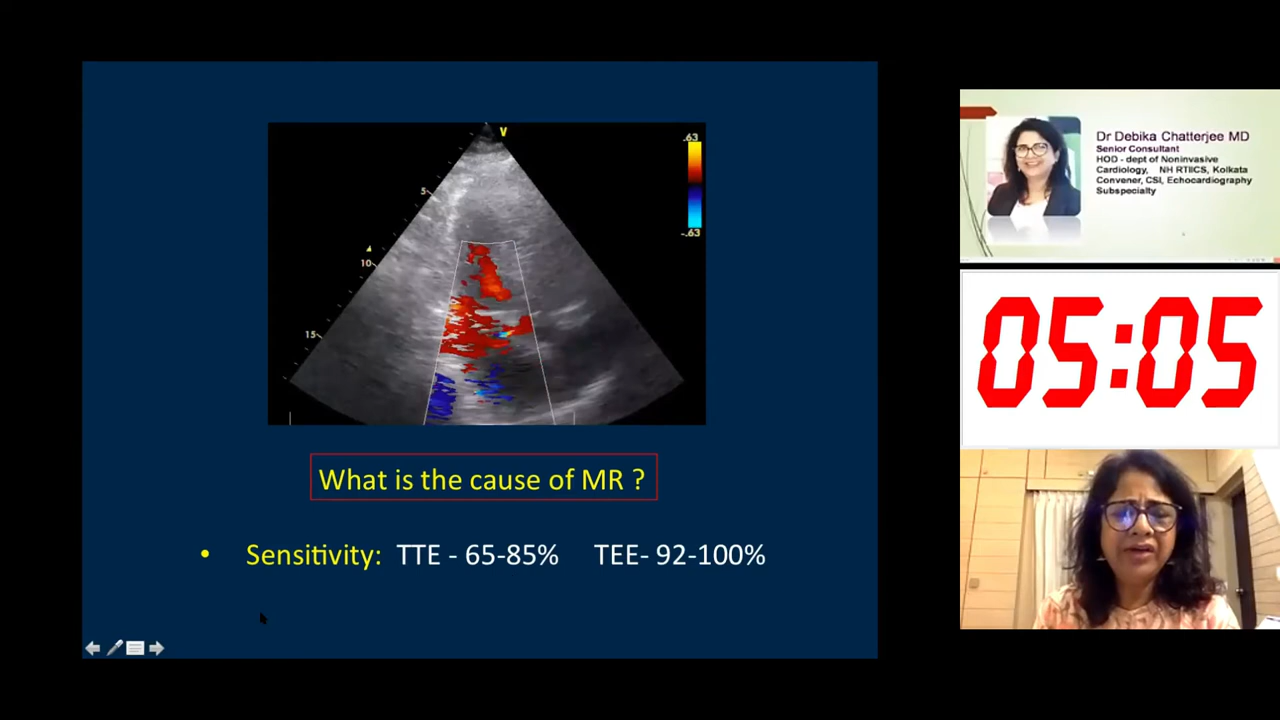 V
.63
-.63
5
10
15
What is the cause of MR ?
• Sensitivity: TTE - 65-85% TEE- 92-100%
Dr Debika Chatterjee MD
Senior Consultant
HOD - dept of Noninvasive
Cardiology, NH RTIICS, Kolkata
Convener, CSI, Echocardiography
Subspecialty
05:05